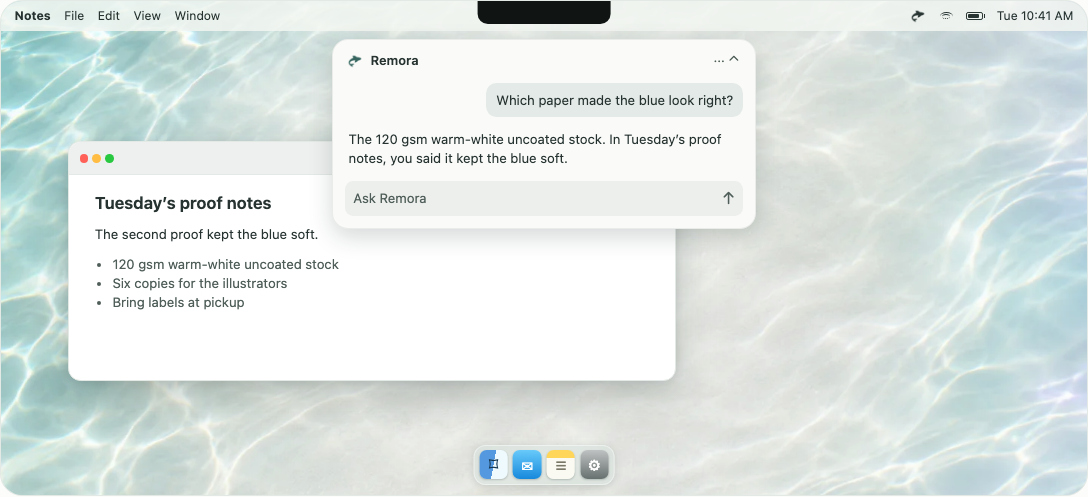 Notes File Edit View Window
Tue 10:41 AM
Remora
Which paper made the blue look right?
The 120 gsm warm-white uncoated stock. In Tuesday’s proof
notes, you said it kept the blue soft.
Ask Remora
Tuesday’s proof notes
The second proof kept the blue soft.
• 120 gsm warm-white uncoated stock
• Six copies for the illustrators
• Bring labels at pickup